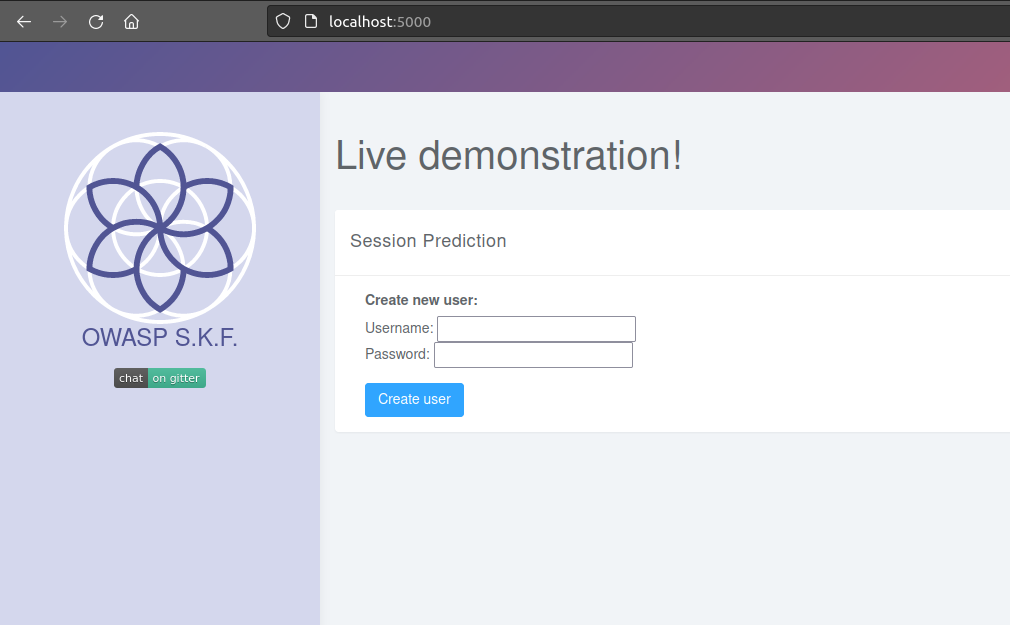 localhost:5000
Live demonstration!
OWASP S.K.F.
chat on gitter
Session Prediction
Create new user:
Username:
Password:
Create user